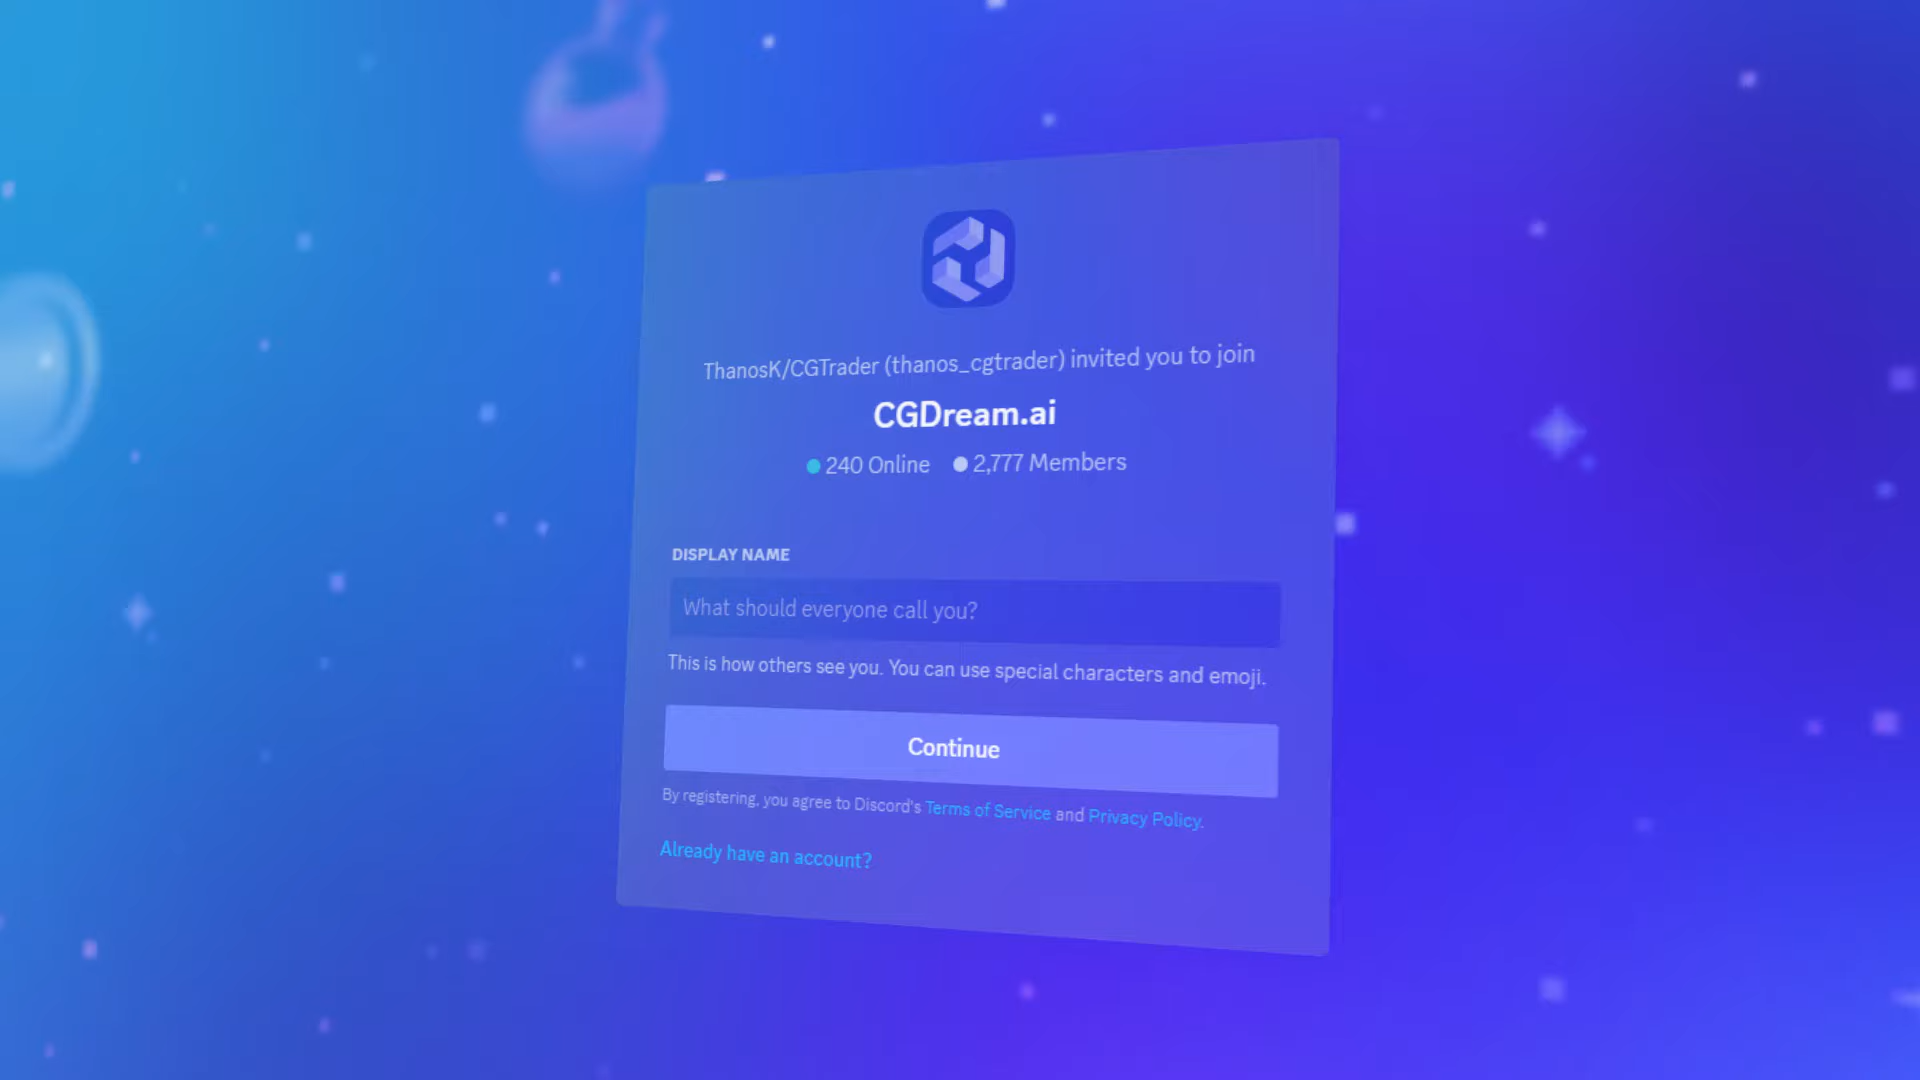 ThanosK/CGTrader (thanos_cgtrader) invited you to join
CGDream.ai
240 Online 2,777 Members
DISPLAY NAME
What should everyone call you?
This is how others see you. You can use special characters and emoji.
Continue
By registering, you agree to Discord's Terms of Service and Privacy Policy.
Already have an account?